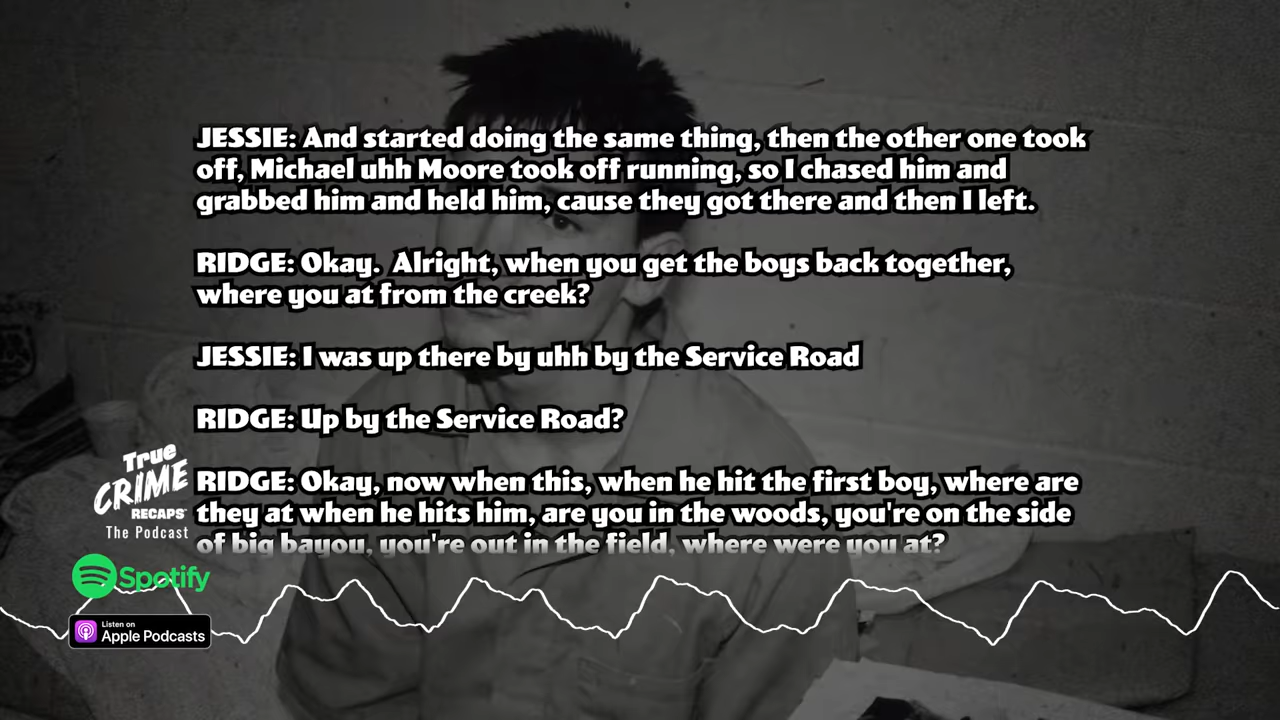 JESSIE: And started doing the same thing, then the other one took
off, Michael uhh Moore took off running, so I chased him and
grabbed him and held him, cause they got there and then I left.
RIDGE: Okay.  Alright, when you get the boys back together,
where you at from the creek?
JESSIE: I was up there by uhh by the Service Road
RIDGE: Up by the Service Road?
RIDGE: Okay, now when this, when he hit the first boy, where are
they at when he hits him, are you in the woods, you're on the side
of big bayou, you're out in the field, where were you at?
True
CRIME
RECAPS
The Podcast
Spotify
Listen on
Apple Podcasts